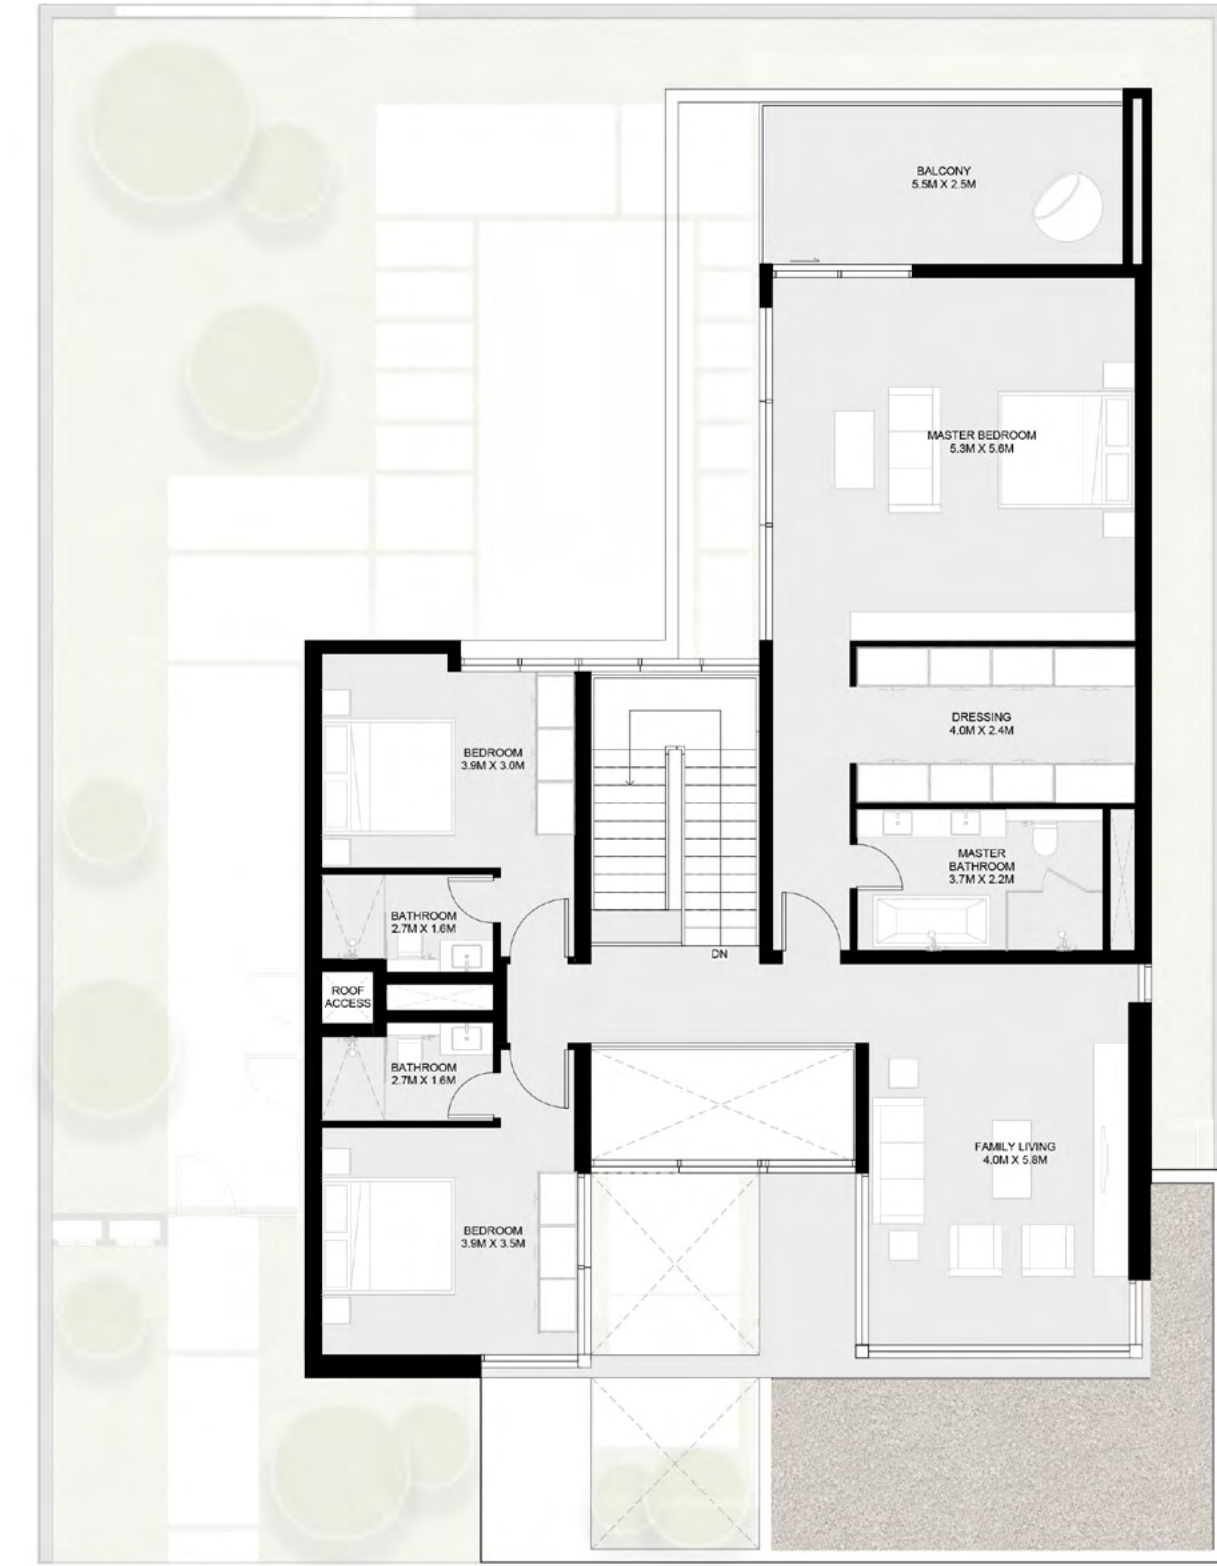 BALCONY
5.5M X 2.5M
MASTER BEDROOM
5.3M X 5.6M
DRESSING
4.0M X 2.4M
BEDROOM
3.9M X 3.0M
MASTER
BATHROOM
3.7M X 2.2M
BATHROOM
2.7M X 1.6M
DN
ROOF
ACCESS
BATHROOM
2.7M X 1.6M
FAMILY LIVING
4.0M X 5.8M
BEDROOM
3.9M X 3.5M